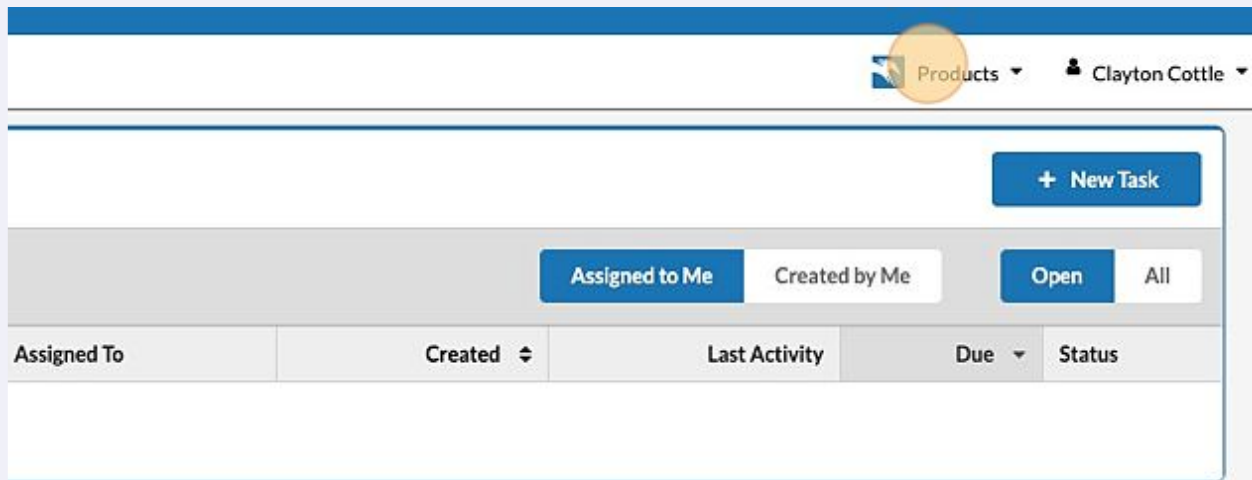 Products Clayton Cottle
+ New Task
Assigned to Me Created by Me Open All
Assigned To Created Last Activity Due Status